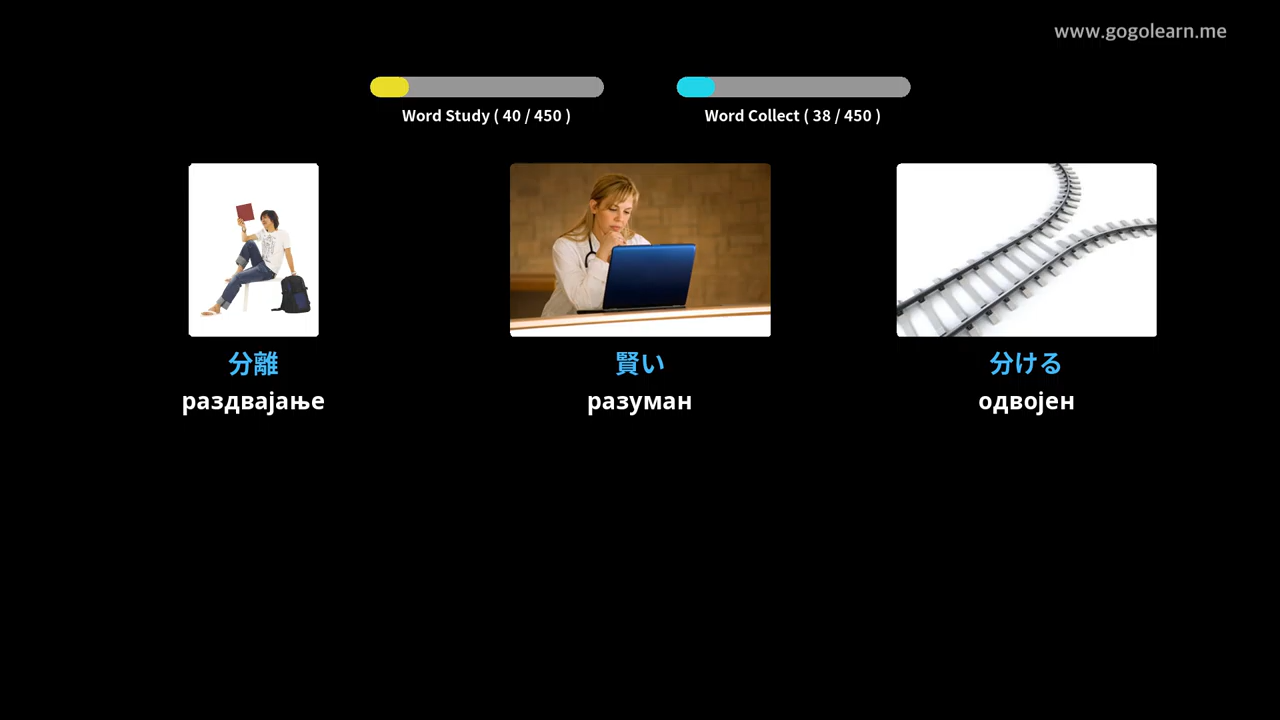 www.gogolearn.me
Word Study ( 40 / 450 )
Word Collect ( 38 / 450 )
分離
раздвајање
賢い
разуман
分ける
одвојен